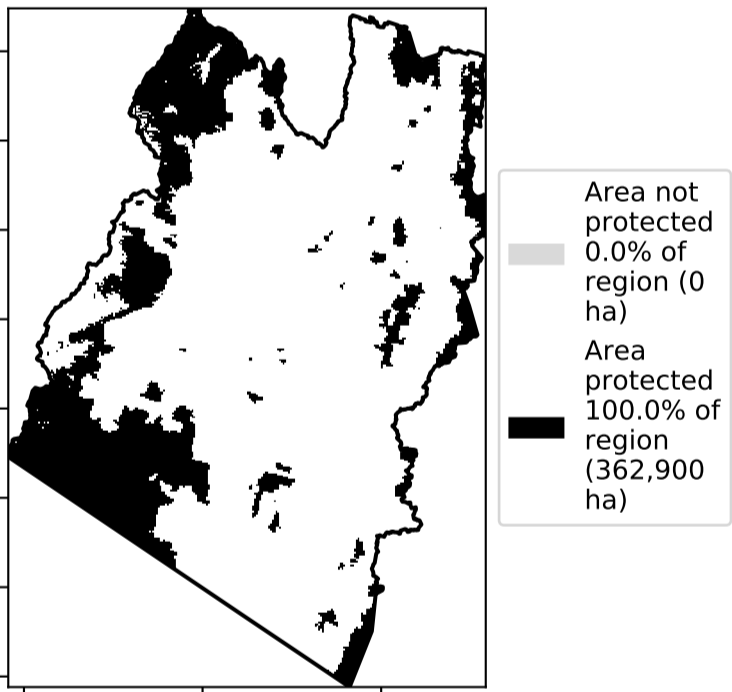 Area not
protected
0.0% of
region (0
ha)
Area
protected
100.0% of
region
(362,900
ha)